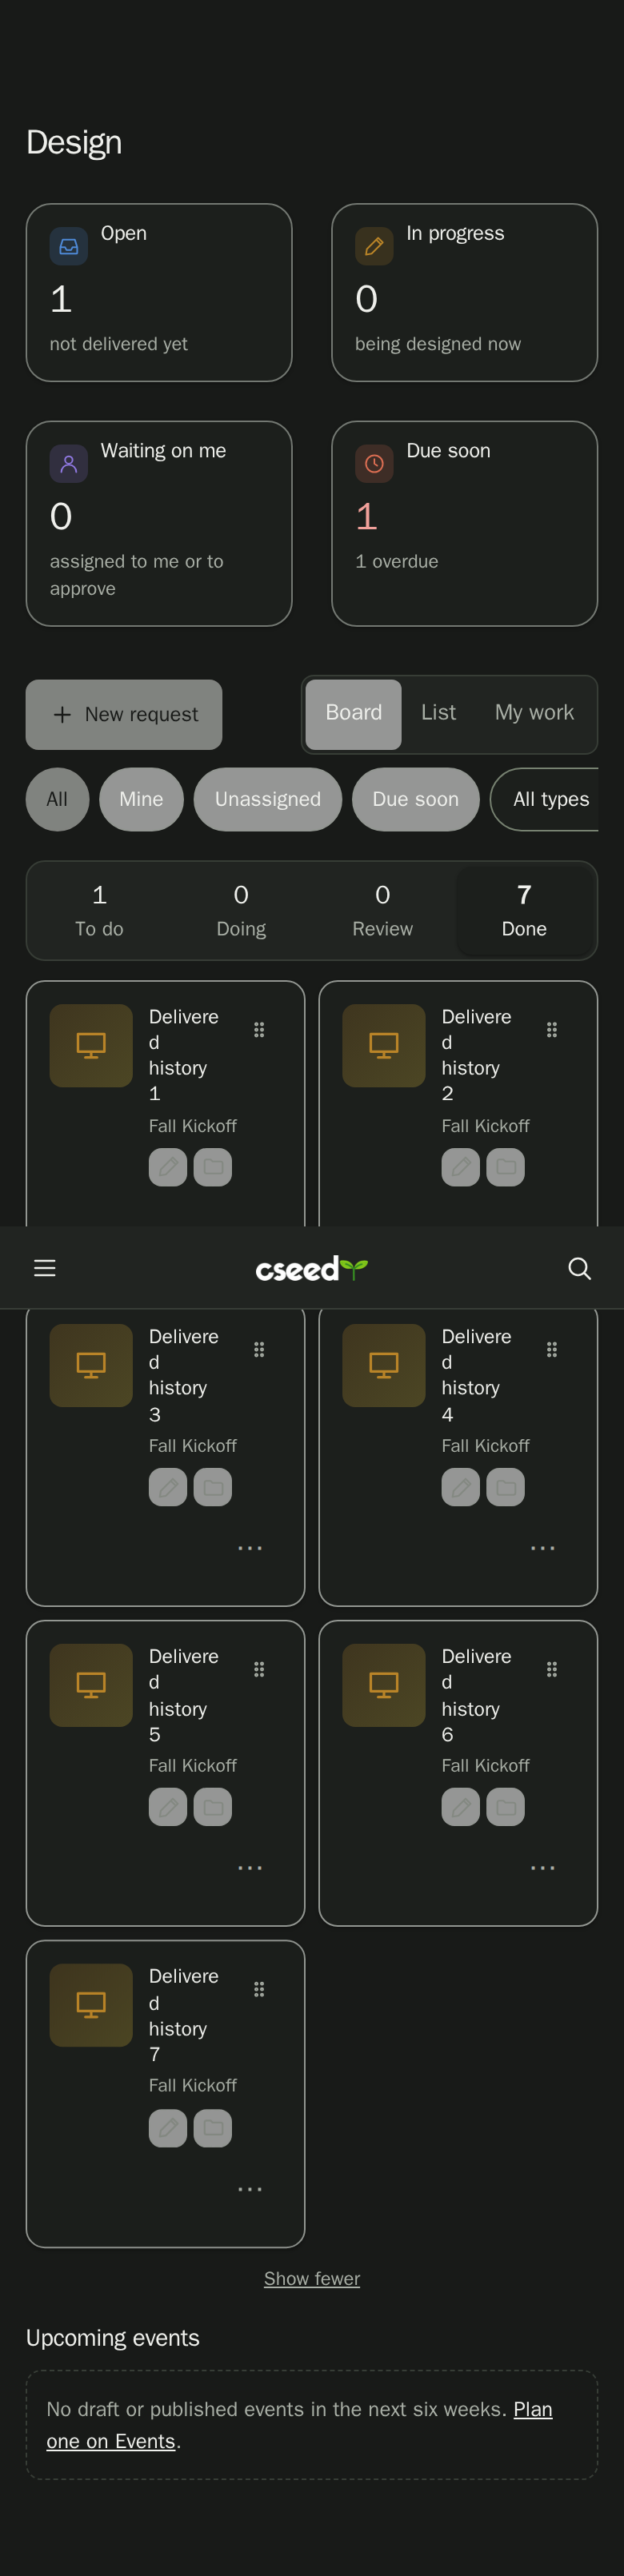 Design
Open
1
not delivered yet
In progress
0
being designed now
Waiting on me
0
assigned to me or to
approve
Due soon
1
1 overdue
New request
Board List My work
All Mine Unassigned Due soon All types
1 0 0 7
To do Doing Review Done
Delivere
d
history
1
Fall Kickoff
Delivere
d
history
2
Fall Kickoff
cseed
Delivere
d
history
3
Fall Kickoff
...
Delivere
d
history
4
Fall Kickoff
...
Delivere
d
history
5
Fall Kickoff
...
Delivere
d
history
6
Fall Kickoff
...
Delivere
d
history
7
Fall Kickoff
...
Show fewer
Upcoming events
No draft or published events in the next six weeks. Plan
one on Events.